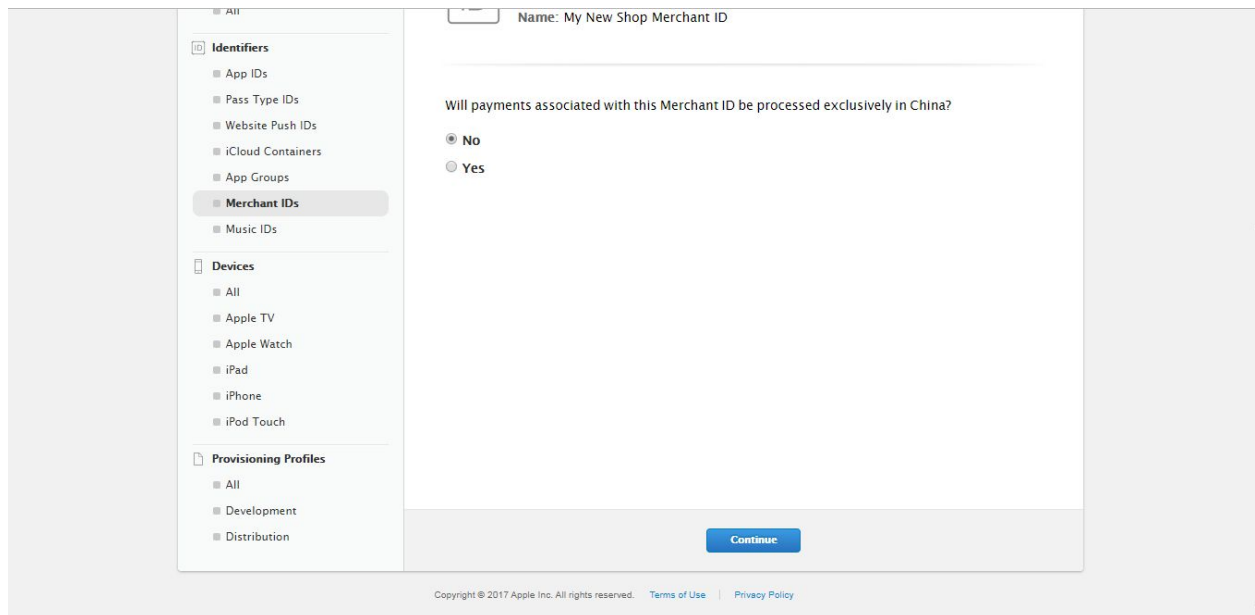 All
Identifiers
App IDs
Pass Type IDs
Website Push IDs
iCloud Containers
App Groups
Merchant IDs
Music IDs
Devices
All
Apple TV
Apple Watch
iPad
iPhone
iPod Touch
Provisioning Profiles
All
Development
Distribution
Name: My New Shop Merchant ID
Will payments associated with this Merchant ID be processed exclusively in China?
No
Yes
Continue
Copyright © 2017 Apple Inc. All rights reserved. Terms of Use | Privacy Policy